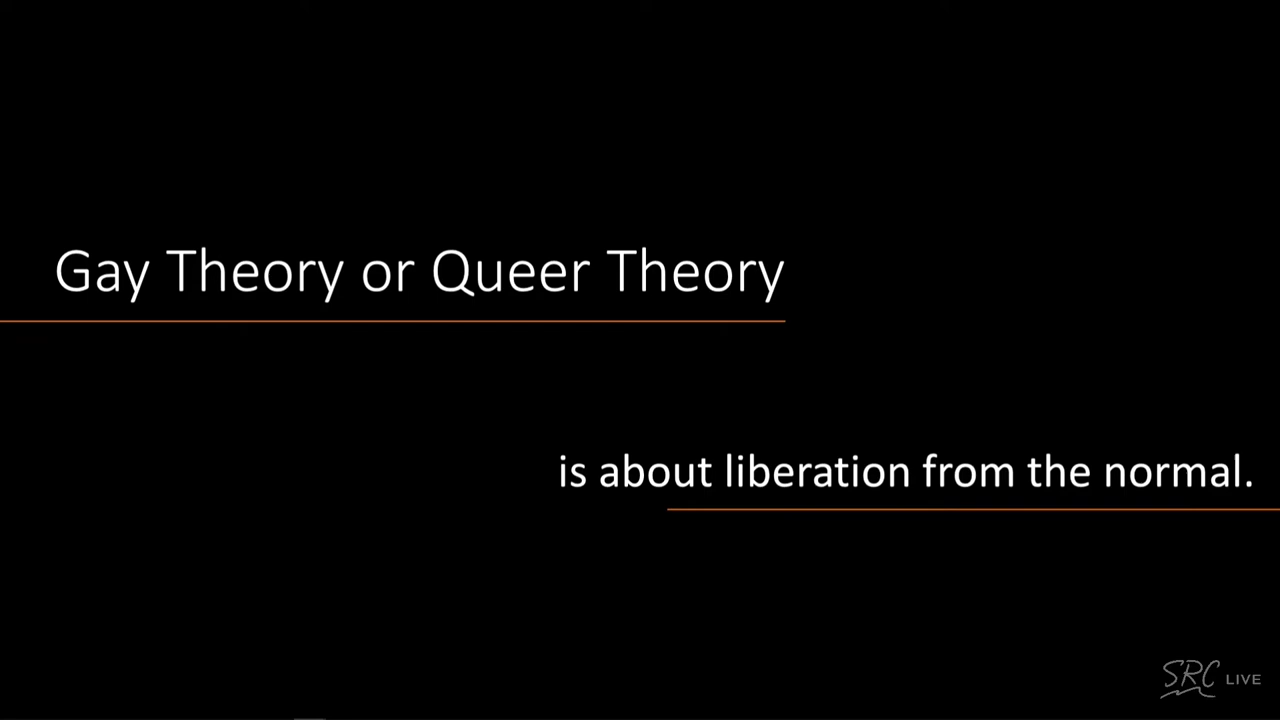 Gay Theory or Queer Theory
is about liberation from the normal.
SRC LIVE